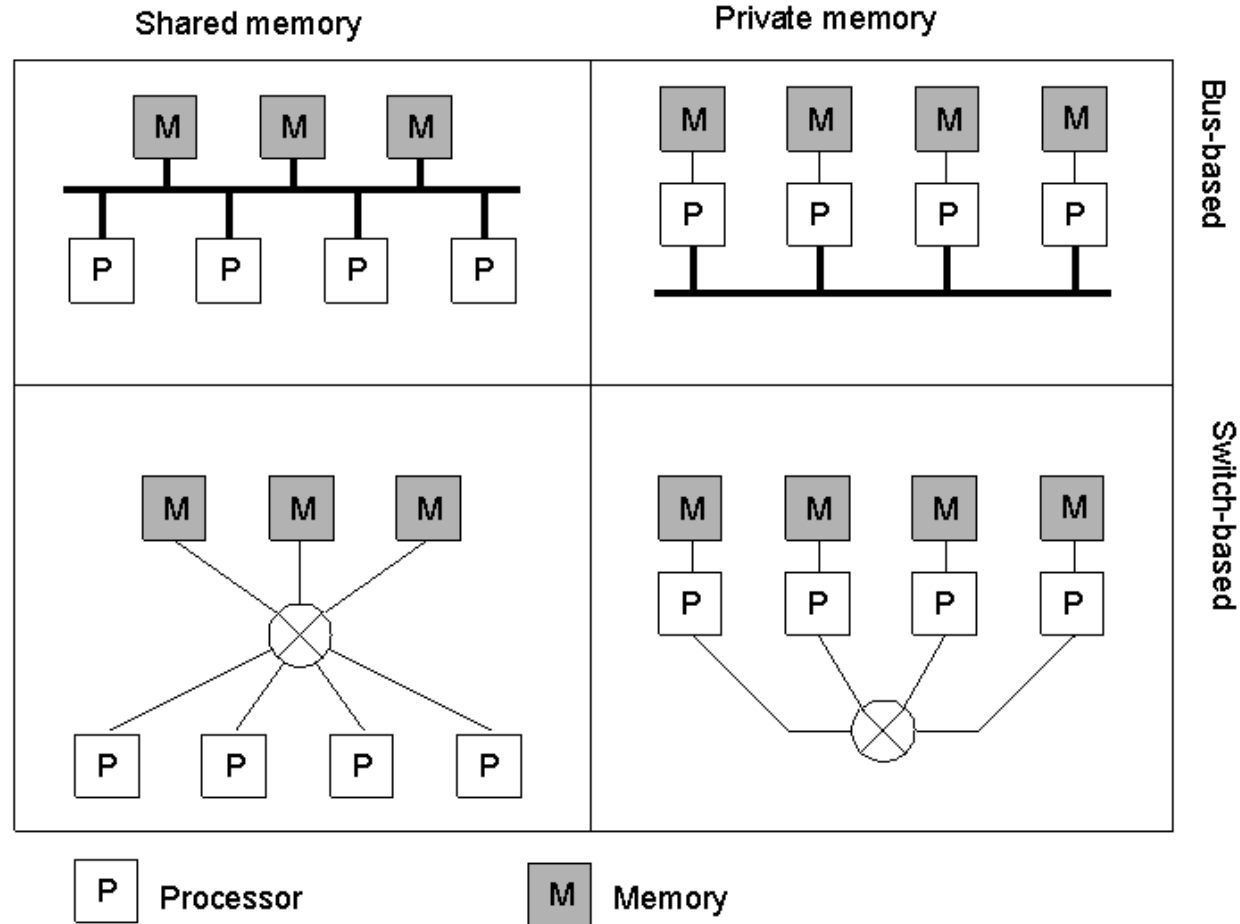 Shared memory
Private memory
M M M
P P P P
M M M M
P P P P
Bus-based
M M M
P P P P
M M M M
P P P P
Switch-based
P Processor
M Memory